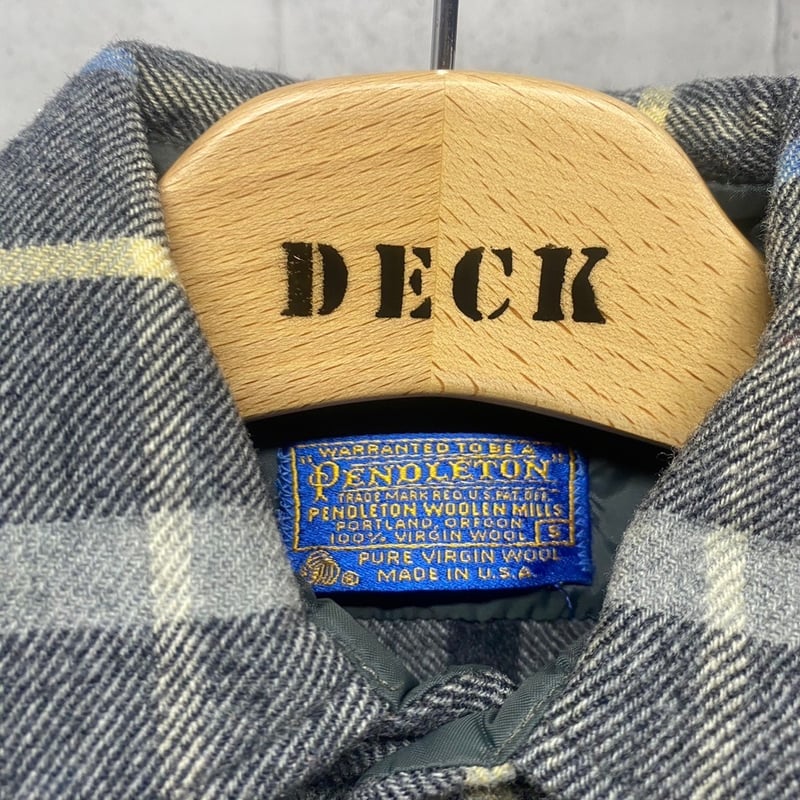 DECK
"WARRANTED TO BE A"
PENDLETON
TRADE MARK REG. U.S. PAT. OFF.
PENDLETON WOOLEN MILLS
PORTLAND, OREGON
100% VIRGIN WOOL S
PURE VIRGIN WOOL
® MADE IN U.S.A.